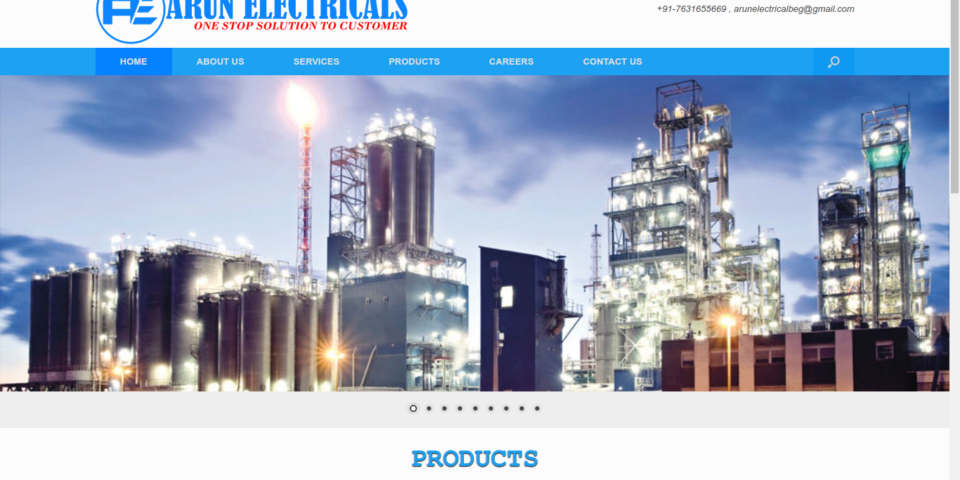 ARUN ELECTRICALS
ONE STOP SOLUTION TO CUSTOMER
+91-7631655669 , arunelectricalbeg@gmail.com
HOME ABOUT US SERVICES PRODUCTS CAREERS CONTACT US
PRODUCTS